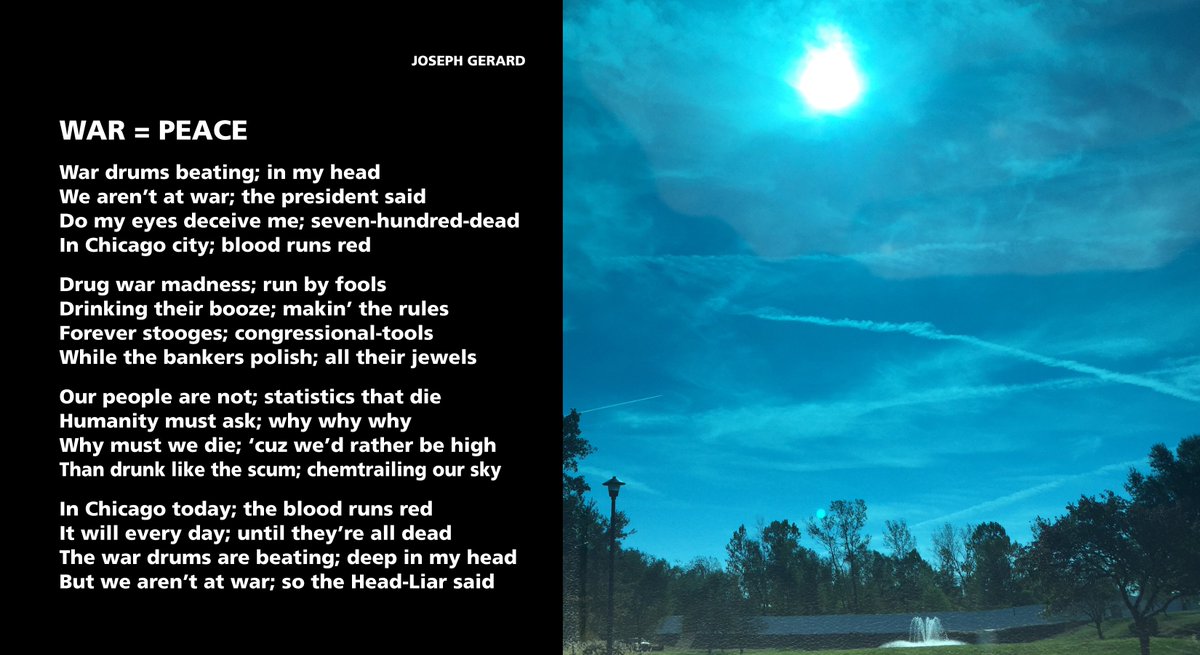 JOSEPH GERARD
WAR = PEACE
War drums beating; in my head
We aren’t at war; the president said
Do my eyes deceive me; seven-hundred-dead
In Chicago city; blood runs red
Drug war madness; run by fools
Drinking their booze; makin’ the rules
Forever stooges; congressional-tools
While the bankers polish; all their jewels
Our people are not; statistics that die
Humanity must ask; why why why
Why must we die; ‘cuz we’d rather be high
Than drunk like the scum; chemtrailing our sky
In Chicago today; the blood runs red
It will every day; until they’re all dead
The war drums are beating; deep in my head
But we aren’t at war; so the Head-Liar said